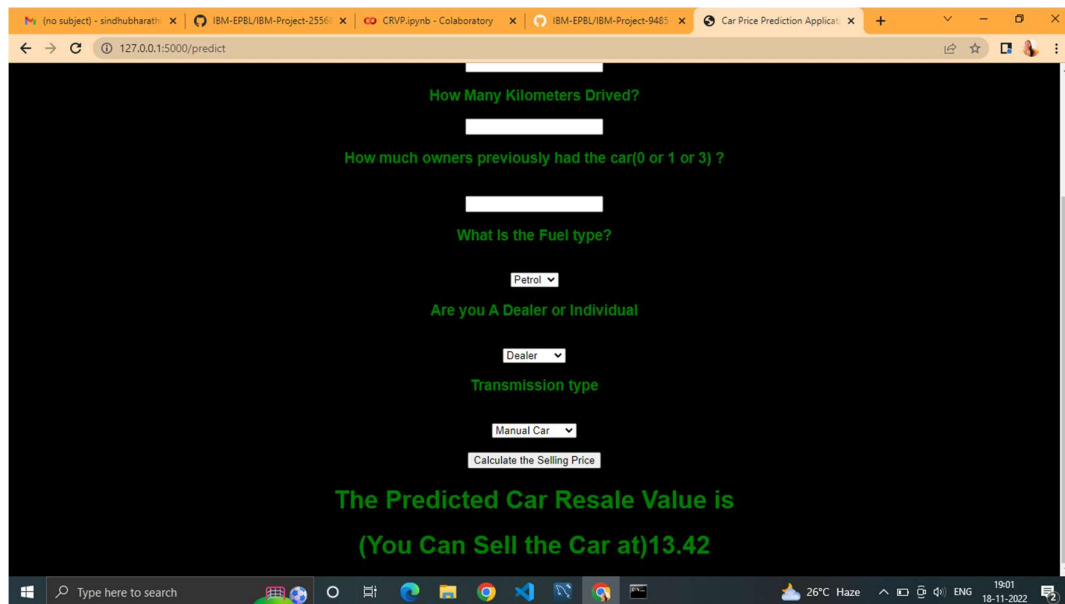 (no subject) - sindhubharathi
IBM-EPBL/IBM-Project-2556
CRVP.ipynb - Colaboratory
IBM-EPBL/IBM-Project-9485
Car Price Prediction Applicat
127.0.0.1:5000/predict
How Many Kilometers Drived?
How much owners previously had the car(0 or 1 or 3) ?
What Is the Fuel type?
Petrol
Are you A Dealer or Individual
Dealer
Transmission type
Manual Car
Calculate the Selling Price
The Predicted Car Resale Value is
(You Can Sell the Car at)13.42
Type here to search
26°C Haze
ENG
19:01
18-11-2022
2